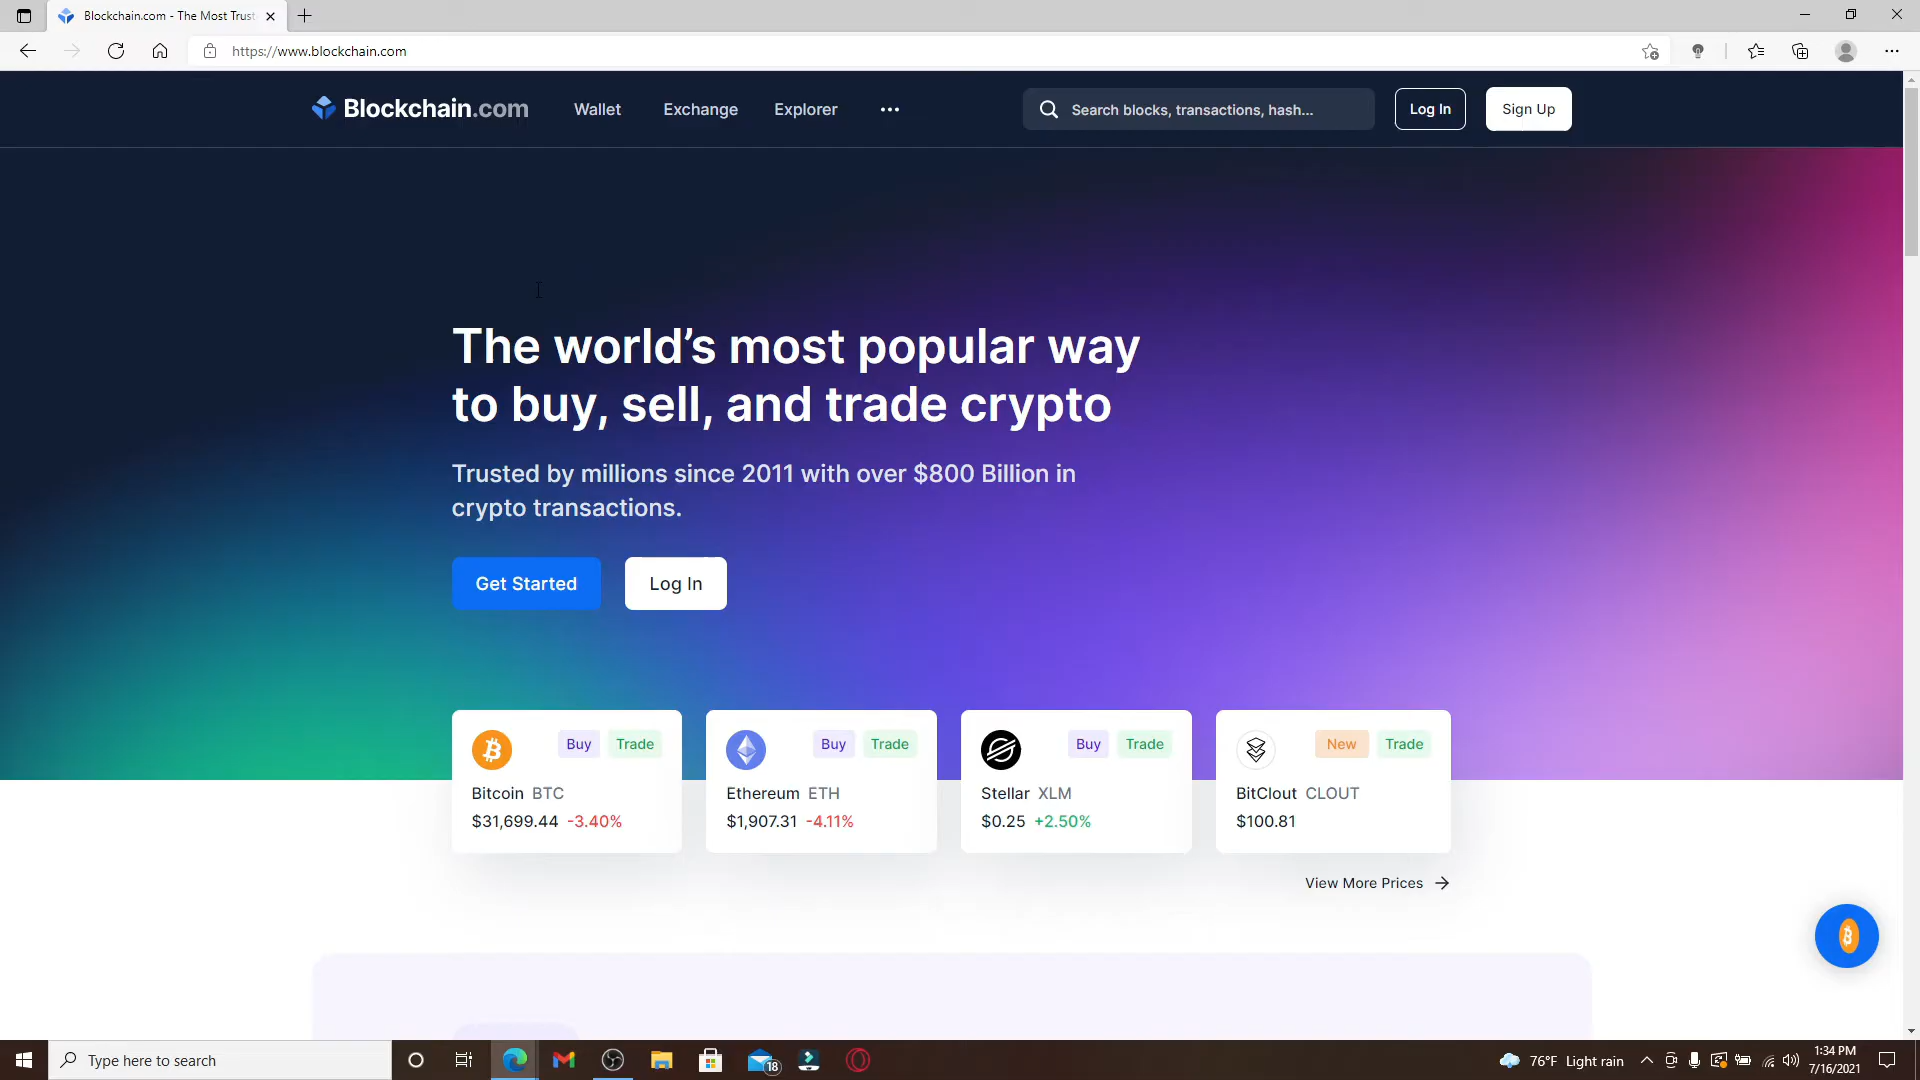 Blockchain.com - The Most Trust
https://www.blockchain.com
Blockchain.com
Wallet
Exchange
Explorer
Search blocks, transactions, hash...
Log In
Sign Up
The world’s most popular way
to buy, sell, and trade crypto
Trusted by millions since 2011 with over $800 Billion in
crypto transactions.
Get Started
Log In
Buy
Trade
Bitcoin BTC
$31,699.44 -3.40%
Buy
Trade
Ethereum ETH
$1,907.31 -4.11%
Buy
Trade
Stellar XLM
$0.25 +2.50%
New
Trade
BitClout CLOUT
$100.81
View More Prices
Type here to search
18
76°F Light rain
1:34 PM
7/16/2021